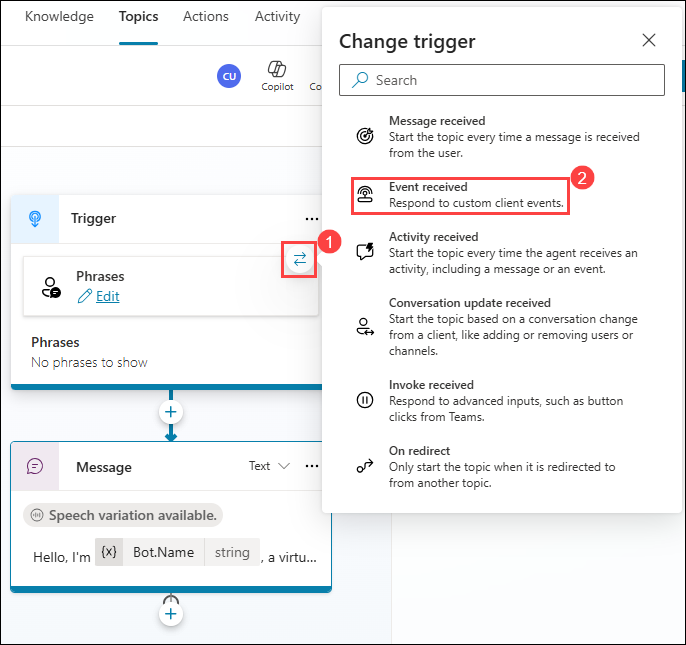 Knowledge Topics Actions Activity
CU
Copilot
Co
Change trigger
Search
Message received
Start the topic every time a message is received
from the user.
2
Event received
Respond to custom client events.
Trigger
1
Activity received
Start the topic every time the agent receives an
activity, including a message or an event.
Phrases
Edit
Conversation update received
Start the topic based on a conversation change
from a client, like adding or removing users or
channels.
Phrases
No phrases to show
Invoke received
Respond to advanced inputs, such as button
clicks from Teams.
On redirect
Only start the topic when it is redirected to
from another topic.
Message Text
Speech variation available.
Hello, I'm {x} Bot.Name string , a virtu...